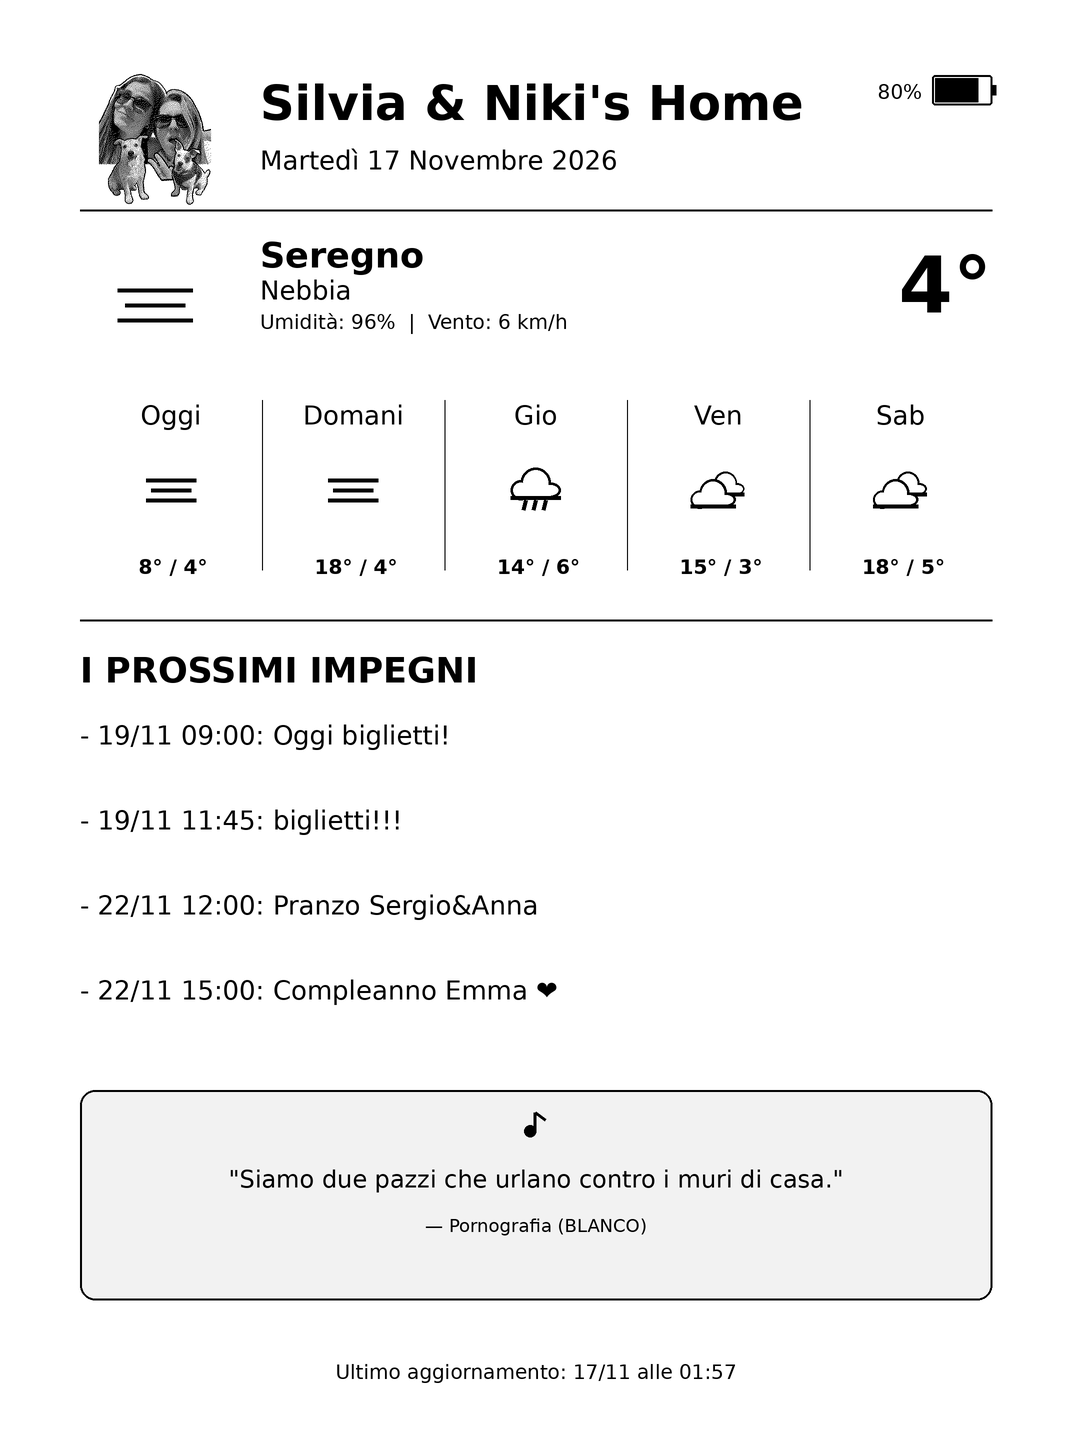 Silvia & Niki's Home
80%
Martedì 17 Novembre 2026
Seregno
Nebbia
Umidità: 96% | Vento: 6 km/h
4°
Oggi Domani Gio Ven Sab
8° / 4° 18° / 4° 14° / 6° 15° / 3° 18° / 5°
I PROSSIMI IMPEGNI
- 19/11 09:00: Oggi biglietti!
- 19/11 11:45: biglietti!!!
- 22/11 12:00: Pranzo Sergio&Anna
- 22/11 15:00: Compleanno Emma ❤
"Siamo due pazzi che urlano contro i muri di casa."
— Pornografia (BLANCO)
Ultimo aggiornamento: 17/11 alle 01:57